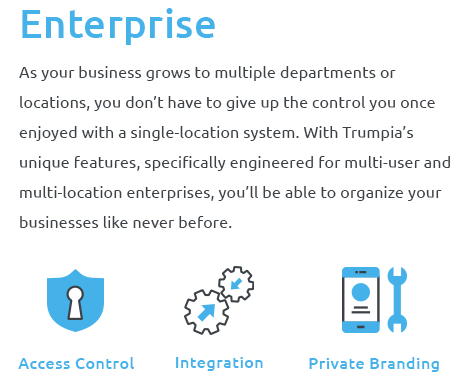 Enterprise
As your business grows to multiple departments or
locations, you don’t have to give up the control you once
enjoyed with a single-location system. With Trumpia’s
unique features, specifically engineered for multi-user and
multi-location enterprises, you’ll be able to organize your
businesses like never before.
Access Control
Integration
Private Branding